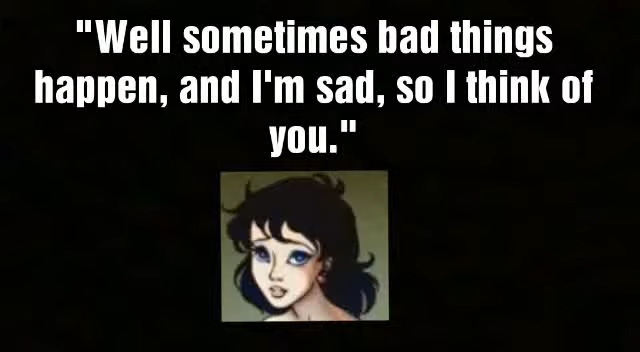 "Well sometimes bad things
happen, and I'm sad, so I think of
you."